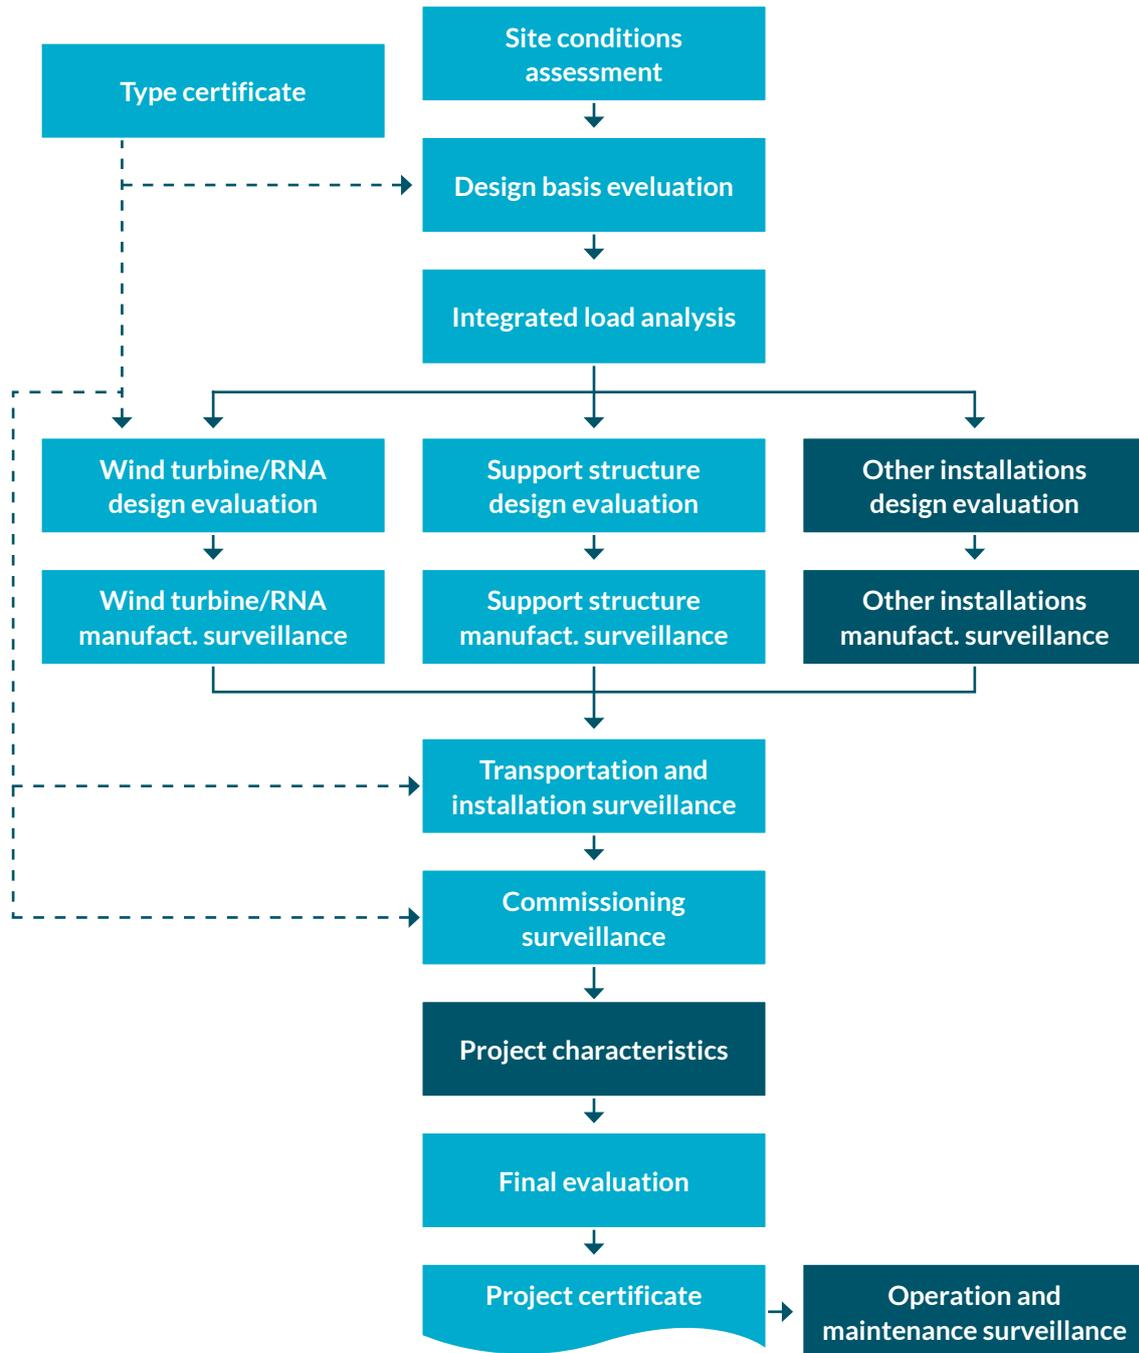 Site conditions
assessment
Type certificate
Design basis eveluation
Integrated load analysis
Wind turbine/RNA
design evaluation
Support structure
design evaluation
Other installations
design evaluation
Wind turbine/RNA
manufact. surveillance
Support structure
manufact. surveillance
Other installations
manufact. surveillance
Transportation and
installation surveillance
Commissioning
surveillance
Project characteristics
Final evaluation
Project certificate
Operation and
maintenance surveillance